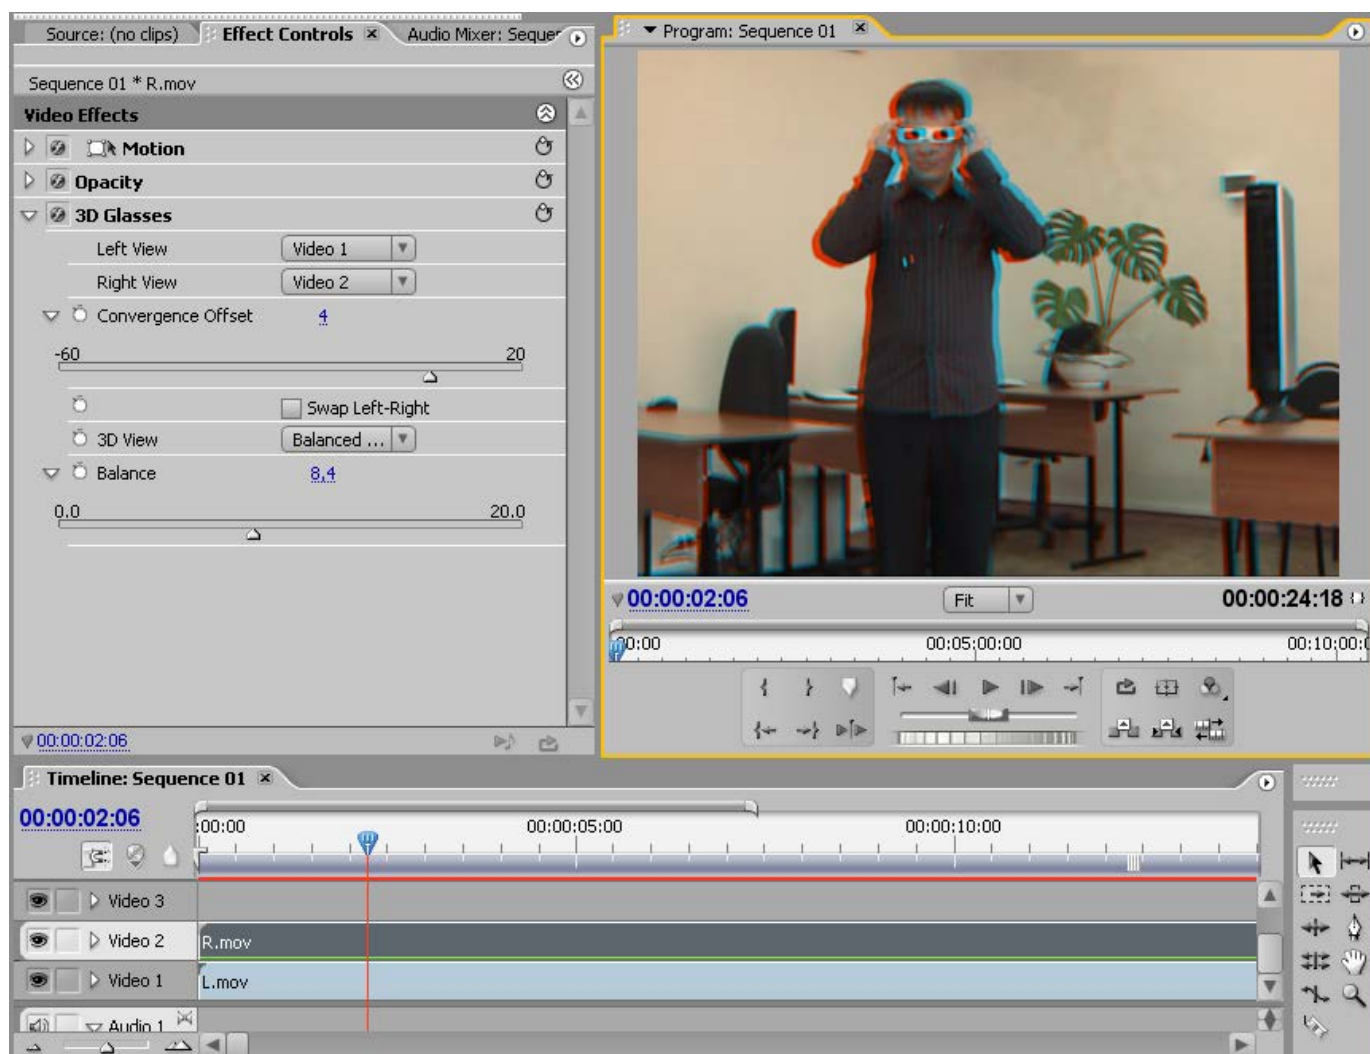 Source: (no clips)
Effect Controls
Audio Mixer: Sequer
Sequence 01 * R.mov
Video Effects
Motion
Opacity
3D Glasses
Left View Video 1
Right View Video 2
Convergence Offset 4
-60 20
Swap Left-Right
3D View Balanced ...
Balance 8,4
0.0 20.0
00:00:02:06
Program: Sequence 01
00:00:02:06 Fit 00:00:24:18
00:00 00:05:00:00 00:10:00:0
Timeline: Sequence 01
00:00:02:06
:00:00 00:00:05:00 00:00:10:00
Video 3
Video 2 R.mov
Video 1 L.mov
Audio 1